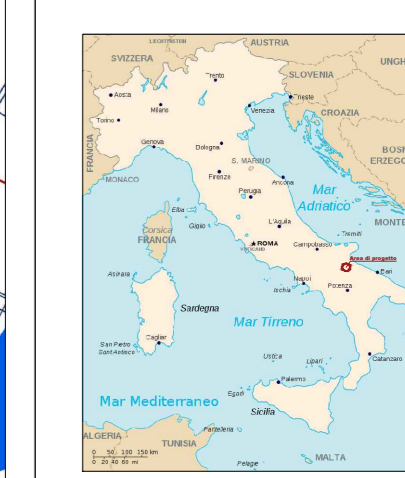 LIECHTENSTEIN
AUSTRIA
SVIZZERA
UNGH
Trento
SLOVENIA
Aosta
Milano
Venezia
Trieste
Torino
CROAZIA
Genova
Bologna
BOS
ERZEGO
FRANCIA
S. MARINO
MONACO
Firenze
Perugia
Ancona
Mar
Adriatico
Elba
L'Aquila
MONTE
Giglio
Corsica
FRANCIA
ROMA
VATICANO
Campobasso
Tremiti
Area di progetto
Bari
Asinara
Napoli
Ischia
Potenza
Sardegna
Mar Tirreno
Cagliari
San Pietro
Sant'Antioco
Ustica
Lipari
Catanzaro
Palermo
Mar Mediterraneo
Egadi
Sicilia
ALGERIA
TUNISIA
Pantelleria
0 50 100 150 km
0 20 40 60 mi
Pelagie
MALTA